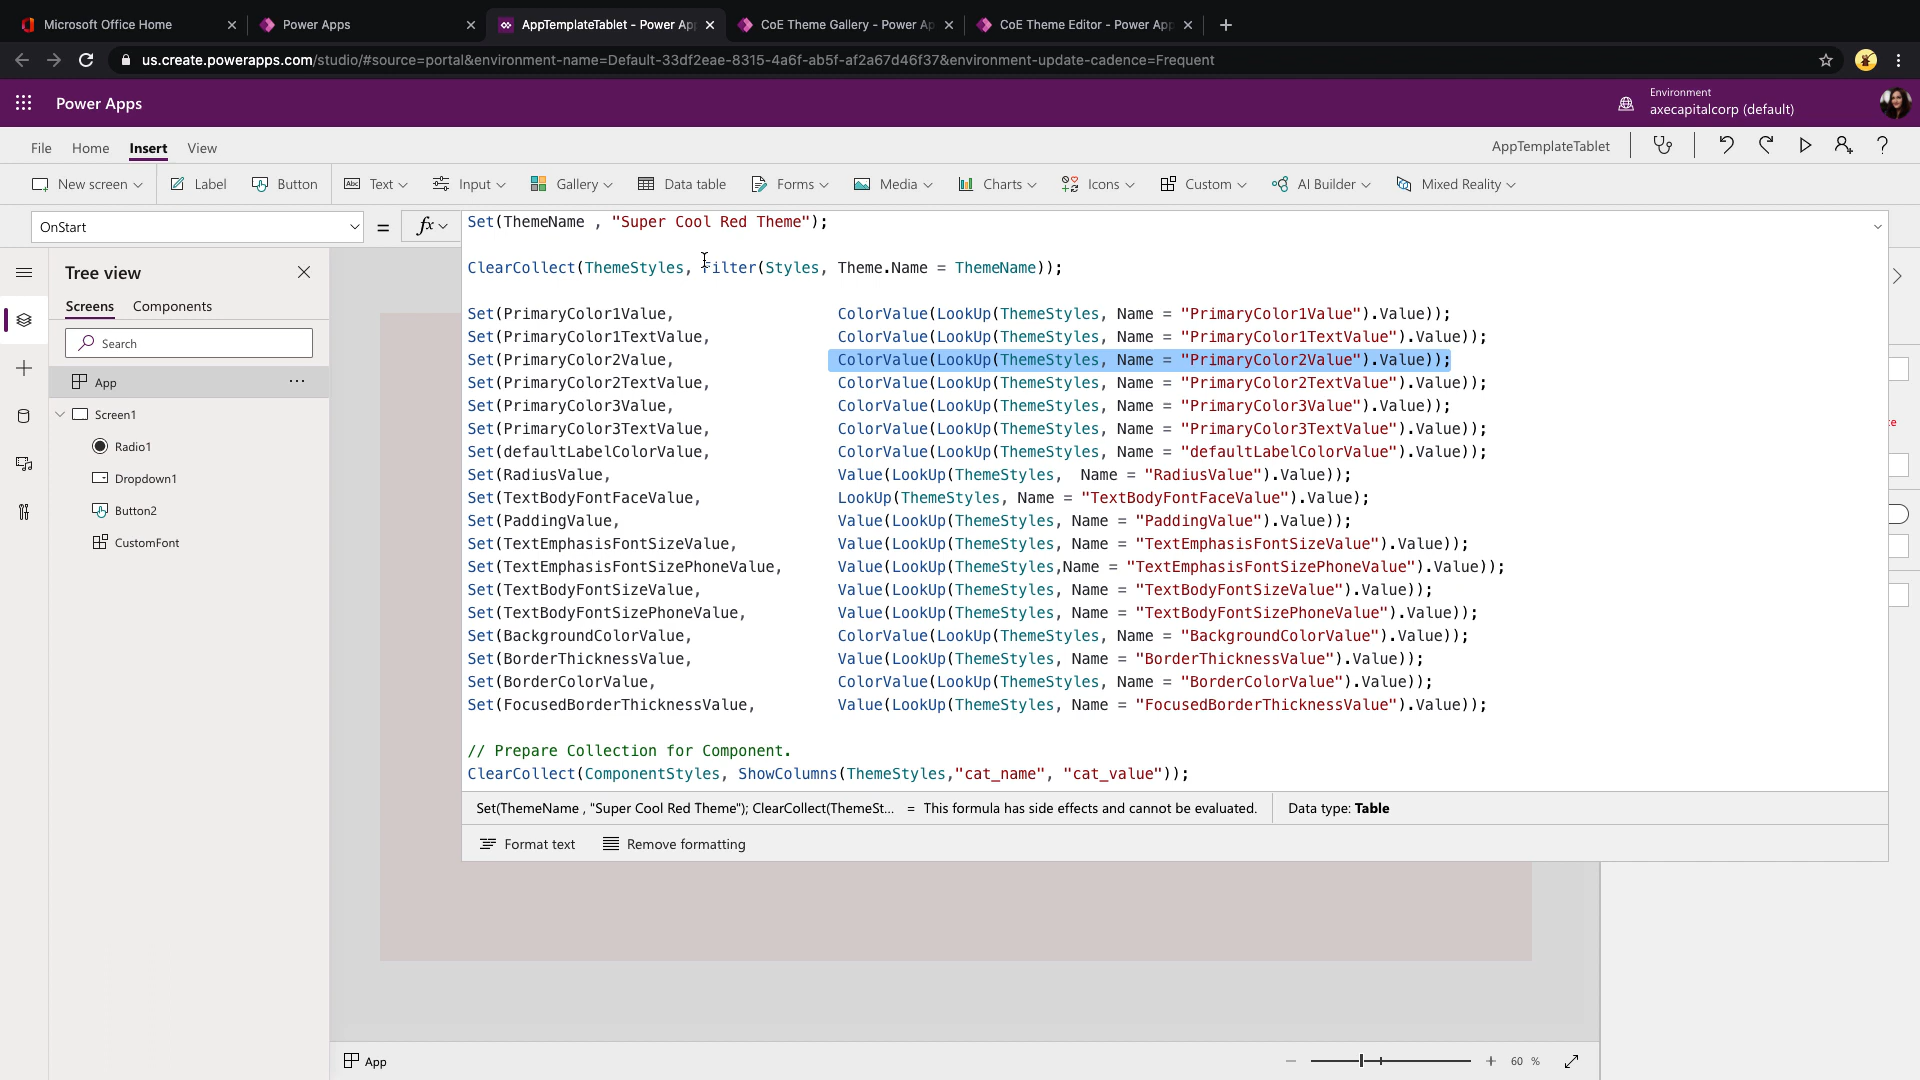 Microsoft Office Home
Power Apps
AppTemplateTablet - Power Ap
CoE Theme Gallery - Power Ap
CoE Theme Editor - Power App
us.create.powerapps.com/studio/#source=portal&environment-name=Default-33df2eae-8315-4a6f-ab5f-af2a67d46f37&environment-update-cadence=Frequent
Power Apps
Environment
axecapitalcorp (default)
File Home Insert View
AppTemplateTablet
New screen Label Button Text Input Gallery Data table Forms Media Charts Icons Custom AI Builder Mixed Reality
OnStart
=
fx
Set(ThemeName , "Super Cool Red Theme");
ClearCollect(ThemeStyles, Filter(Styles, Theme.Name = ThemeName));
Set(PrimaryColor1Value, ColorValue(LookUp(ThemeStyles, Name = "PrimaryColor1Value").Value));
Set(PrimaryColor1TextValue, ColorValue(LookUp(ThemeStyles, Name = "PrimaryColor1TextValue").Value));
Set(PrimaryColor2Value, ColorValue(LookUp(ThemeStyles, Name = "PrimaryColor2Value").Value));
Set(PrimaryColor2TextValue, ColorValue(LookUp(ThemeStyles, Name = "PrimaryColor2TextValue").Value));
Set(PrimaryColor3Value, ColorValue(LookUp(ThemeStyles, Name = "PrimaryColor3Value").Value));
Set(PrimaryColor3TextValue, ColorValue(LookUp(ThemeStyles, Name = "PrimaryColor3TextValue").Value));
Set(defaultLabelColorValue, ColorValue(LookUp(ThemeStyles, Name = "defaultLabelColorValue").Value));
Set(RadiusValue, Value(LookUp(ThemeStyles,  Name = "RadiusValue").Value));
Set(TextBodyFontFaceValue, LookUp(ThemeStyles, Name = "TextBodyFontFaceValue").Value);
Set(PaddingValue, Value(LookUp(ThemeStyles, Name = "PaddingValue").Value));
Set(TextEmphasisFontSizeValue, Value(LookUp(ThemeStyles, Name = "TextEmphasisFontSizeValue").Value));
Set(TextEmphasisFontSizePhoneValue, Value(LookUp(ThemeStyles,Name = "TextEmphasisFontSizePhoneValue").Value));
Set(TextBodyFontSizeValue, Value(LookUp(ThemeStyles, Name = "TextBodyFontSizeValue").Value));
Set(TextBodyFontSizePhoneValue, Value(LookUp(ThemeStyles, Name = "TextBodyFontSizePhoneValue").Value));
Set(BackgroundColorValue, ColorValue(LookUp(ThemeStyles, Name = "BackgroundColorValue").Value));
Set(BorderThicknessValue, Value(LookUp(ThemeStyles, Name = "BorderThicknessValue").Value));
Set(BorderColorValue, ColorValue(LookUp(ThemeStyles, Name = "BorderColorValue").Value));
Set(FocusedBorderThicknessValue, Value(LookUp(ThemeStyles, Name = "FocusedBorderThicknessValue").Value));
// Prepare Collection for Component.
ClearCollect(ComponentStyles, ShowColumns(ThemeStyles,"cat_name", "cat_value"));
Set(ThemeName , "Super Cool Red Theme"); ClearCollect(ThemeSt... = This formula has side effects and cannot be evaluated.
Data type: Table
Format text
Remove formatting
Tree view
Screens Components
Search
App
Screen1
Radio1
Dropdown1
Button2
CustomFont
App
60 %